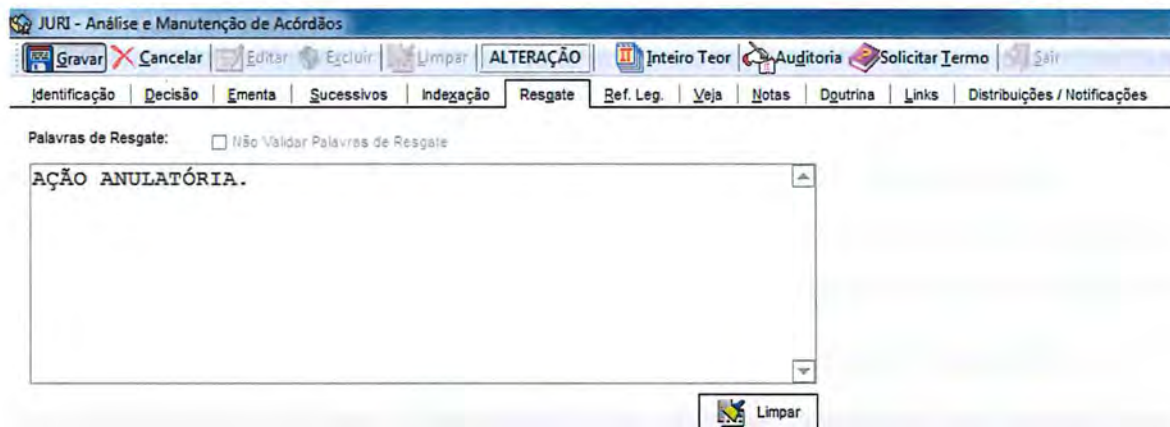 JURI - Análise e Manutenção de Acórdãos
Gravar Cancelar Editar Excluir Limpar ALTERAÇÃO Inteiro Teor Auditoria Solicitar Termo Sair
Identificação Decisão Ementa Sucessivos Indexação Resgate Ref. Leg. Veja Notas Doutrina Links Distribuições / Notificações
Palavras de Resgate: Não Validar Palavras de Resgate
AÇÃO ANULATÓRIA.
Limpar